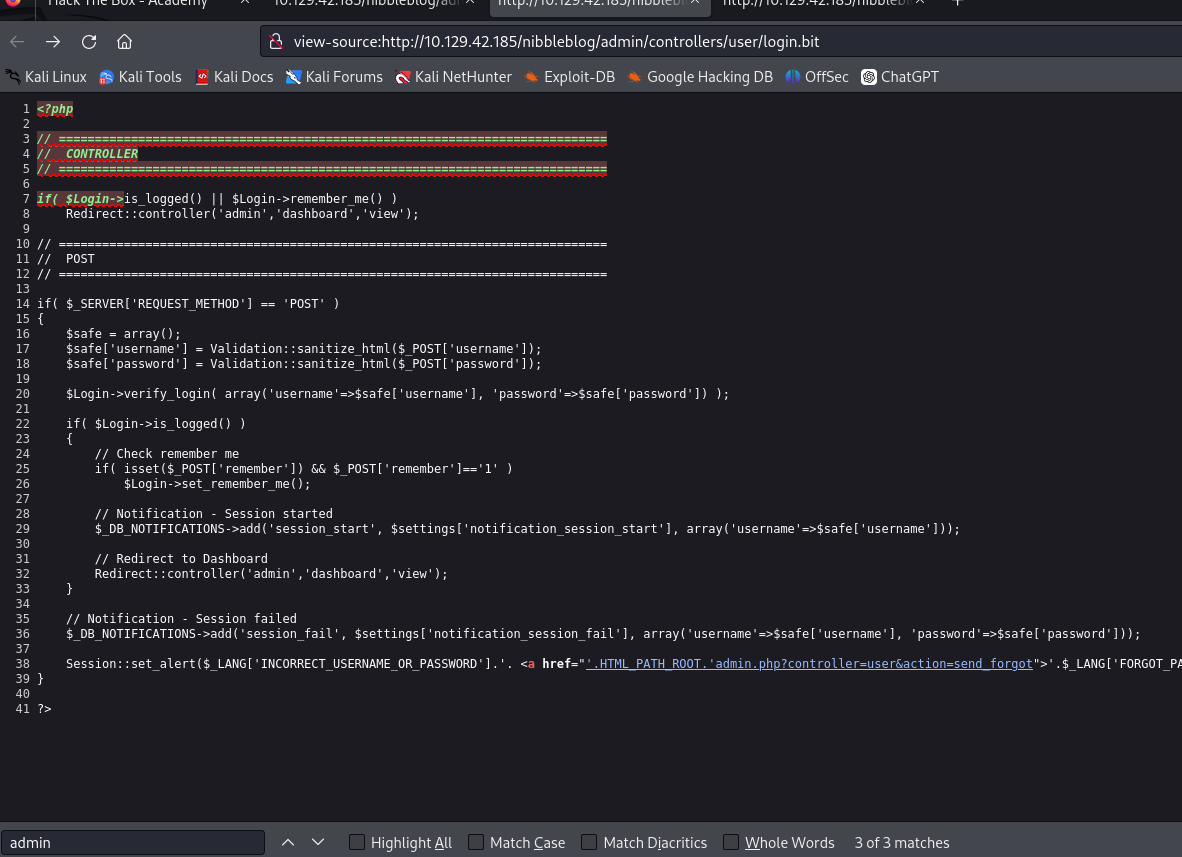 Hack The Box - Academy
10.129.42.185/nibbleblog/ad
http://10.129.42.185/nibblebl
http://10.129.42.185/nibblebl
view-source:http://10.129.42.185/nibbleblog/admin/controllers/user/login.bit
Kali Linux Kali Tools Kali Docs Kali Forums Kali NetHunter Exploit-DB Google Hacking DB OffSec ChatGPT
1 <?php
2
3 // ============================================================================
4 //  CONTROLLER
5 // ============================================================================
6
7 if( $Login->is_logged() || $Login->remember_me() )
8     Redirect::controller('admin','dashboard','view');
9
10 // ============================================================================
11 //  POST
12 // ============================================================================
13
14 if( $_SERVER['REQUEST_METHOD'] == 'POST' )
15 {
16     $safe = array();
17     $safe['username'] = Validation::sanitize_html($_POST['username']);
18     $safe['password'] = Validation::sanitize_html($_POST['password']);
19
20     $Login->verify_login( array('username'=>$safe['username'], 'password'=>$safe['password']) );
21
22     if( $Login->is_logged() )
23     {
24         // Check remember me
25         if( isset($_POST['remember']) && $_POST['remember']=='1' )
26             $Login->set_remember_me();
27
28         // Notification - Session started
29         $_DB_NOTIFICATIONS->add('session_start', $settings['notification_session_start'], array('username'=>$safe['username']));
30
31         // Redirect to Dashboard
32         Redirect::controller('admin','dashboard','view');
33     }
34
35     // Notification - Session failed
36     $_DB_NOTIFICATIONS->add('session_fail', $settings['notification_session_fail'], array('username'=>$safe['username'], 'password'=>$safe['password']));
37
38     Session::set_alert($_LANG['INCORRECT_USERNAME_OR_PASSWORD'].'. <a href="'.HTML_PATH_ROOT.'admin.php?controller=user&action=send_forgot">'.$_LANG['FORGOT_PA
39 }
40
41 ?>
admin Highlight All Match Case Match Diacritics Whole Words 3 of 3 matches